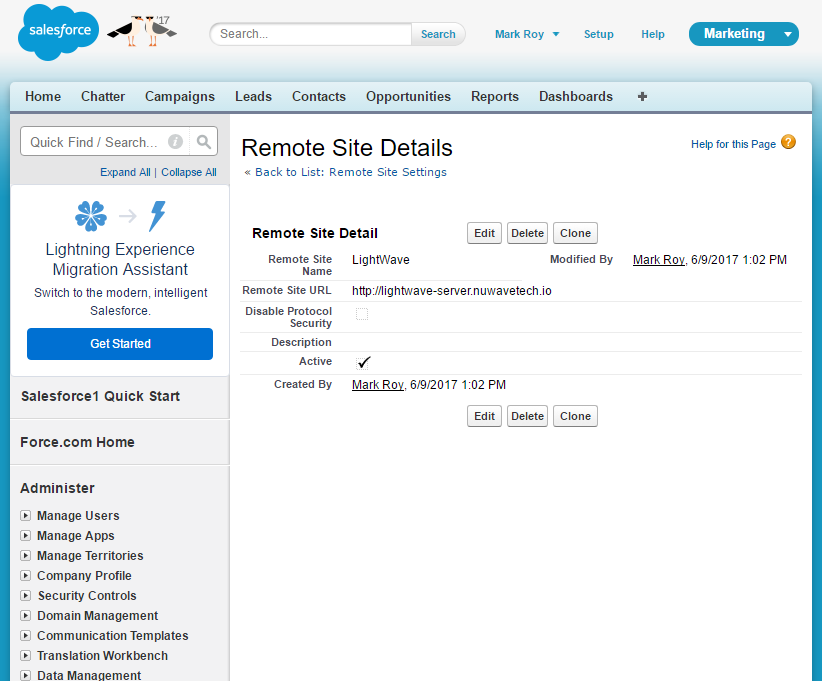 salesforce
'17
Search...
Search
Mark Roy
Setup
Help
Marketing
Home
Chatter
Campaigns
Leads
Contacts
Opportunities
Reports
Dashboards
+
Quick Find / Search...
i
Expand All | Collapse All
Lightning Experience
Migration Assistant
Switch to the modern, intelligent
Salesforce.
Get Started
Salesforce1 Quick Start
Force.com Home
Administer
Manage Users
Manage Apps
Manage Territories
Company Profile
Security Controls
Domain Management
Communication Templates
Translation Workbench
Data Management
Remote Site Details
Help for this Page ?
« Back to List: Remote Site Settings
Remote Site Detail
Edit
Delete
Clone
Remote Site
Name
LightWave
Modified By
Mark Roy, 6/9/2017 1:02 PM
Remote Site URL
http://lightwave-server.nuwavetech.io
Disable Protocol
Security
Description
Active
Created By
Mark Roy, 6/9/2017 1:02 PM
Edit
Delete
Clone